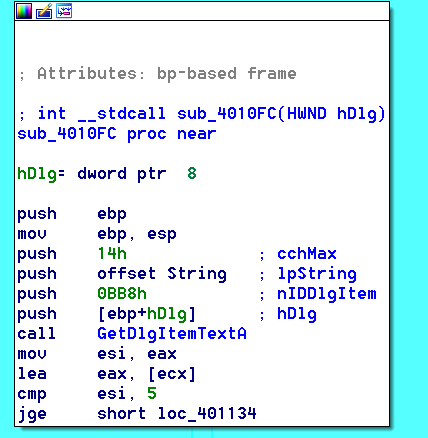 ; Attributes: bp-based frame
; int __stdcall sub_4010FC(HWND hDlg)
sub_4010FC proc near
hDlg= dword ptr  8
push    ebp
mov     ebp, esp
push    14h             ; cchMax
push    offset String   ; lpString
push    0BB8h           ; nIDDlgItem
push    [ebp+hDlg]      ; hDlg
call    GetDlgItemTextA
mov     esi, eax
lea     eax, [ecx]
cmp     esi, 5
jge     short loc_401134